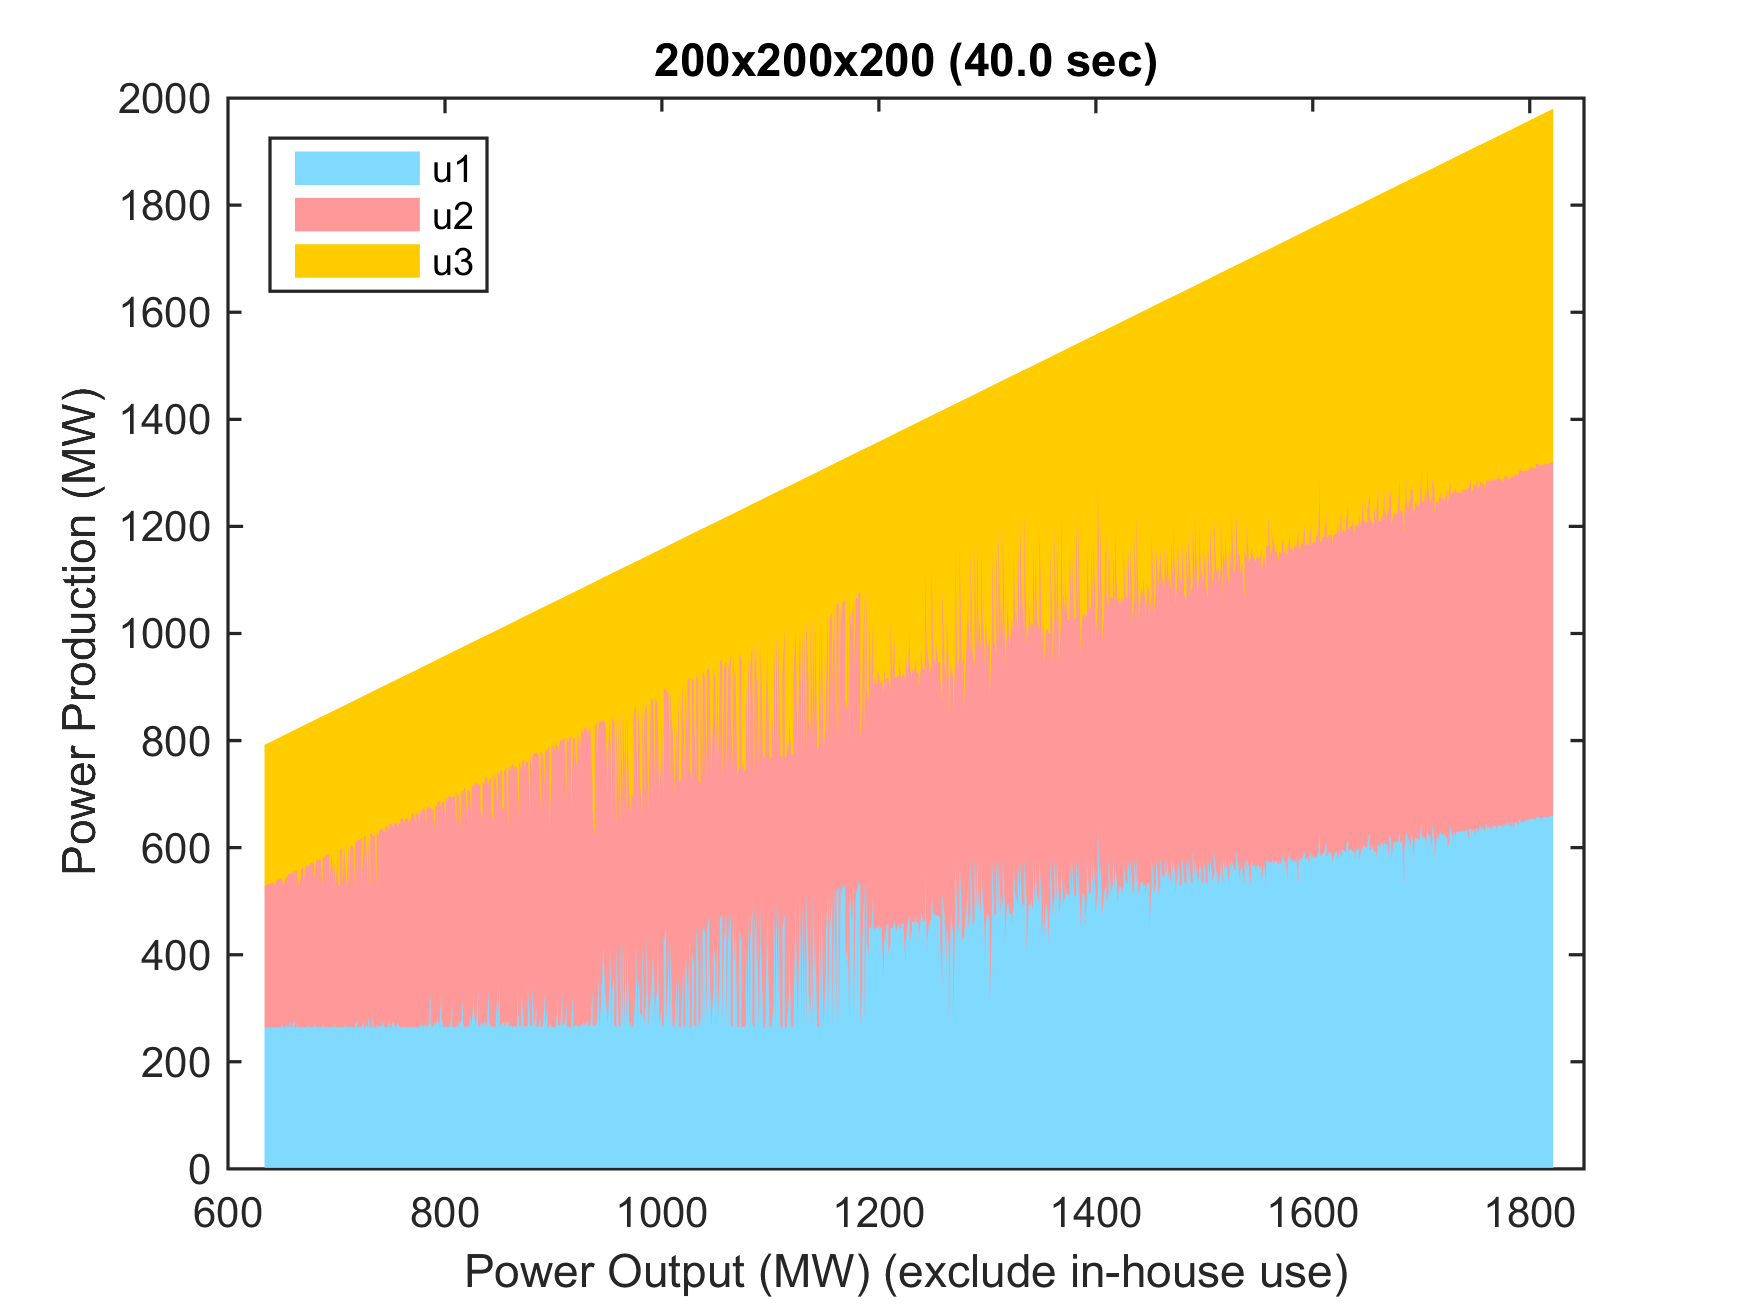 200x200x200 (40.0 sec)
2000
1800
1600
1400
1200
1000
800
600
400
200
0
u1
u2
u3
Power Production (MW)
600 800 1000 1200 1400 1600 1800
Power Output (MW) (exclude in-house use)